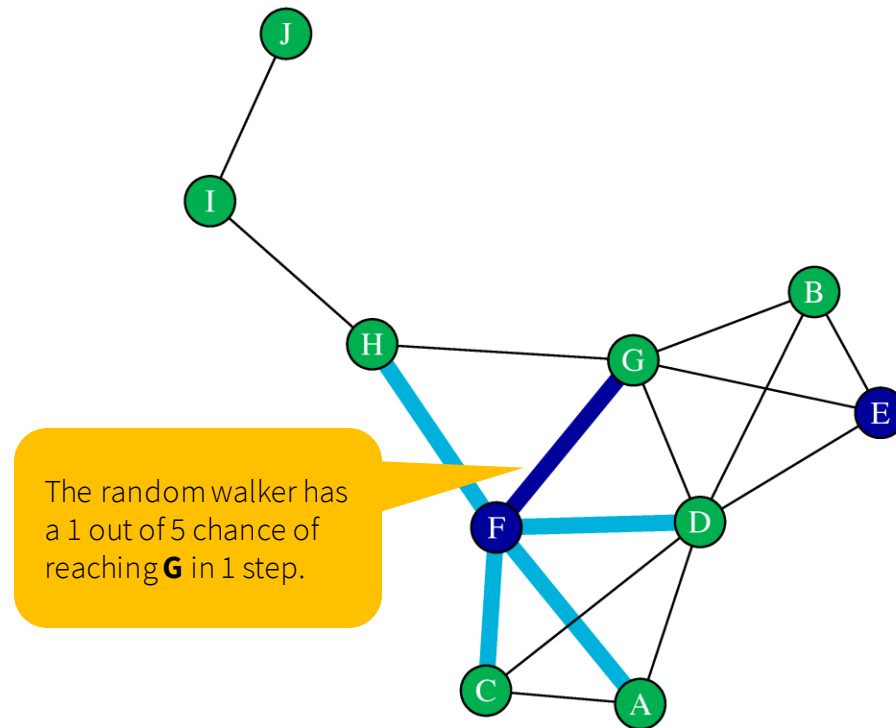 J
I
B
H
G
E
The random walker has
a 1 out of 5 chance of
reaching G in 1 step.
F
D
C
A